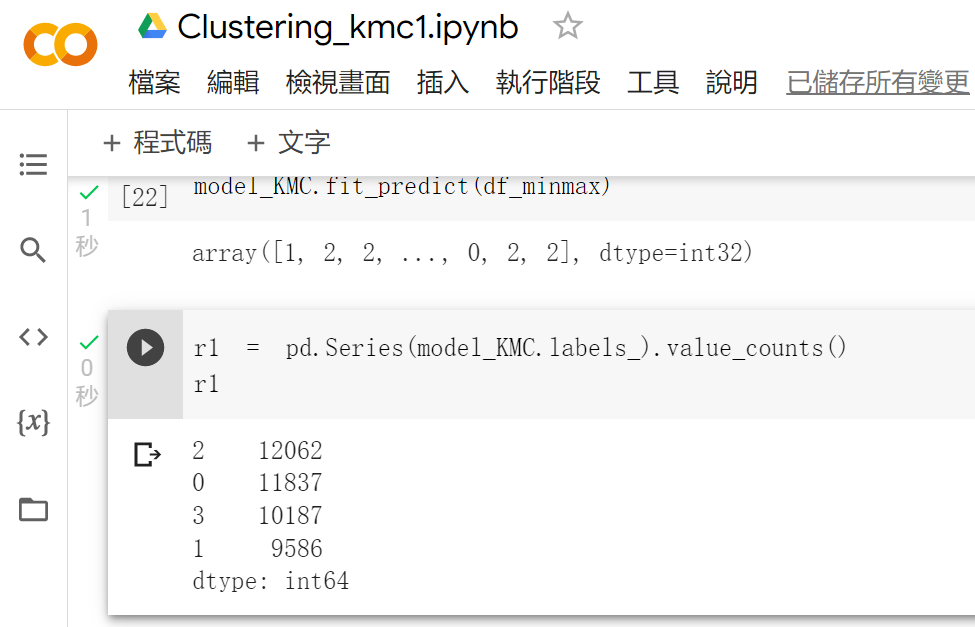 Clustering_kmc1.ipynb
檔案 編輯 檢視畫面 插入 執行階段 工具 說明 已儲存所有變更
+ 程式碼 + 文字
[22] model_KMC.fit_predict(df_minmax)
1
秒
array([1, 2, 2, ..., 0, 2, 2], dtype=int32)
r1 = pd.Series(model_KMC.labels_).value_counts()
0
秒
r1
{x}
2 12062
0 11837
3 10187
1 9586
dtype: int64